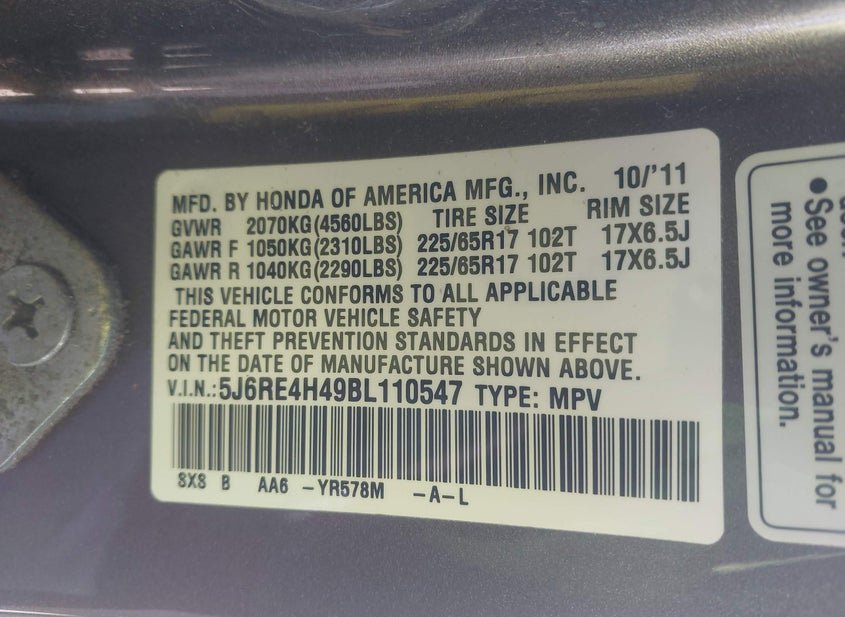 MFD. BY HONDA OF AMERICA MFG., INC. 10/'11
GVWR 2070KG(4560LBS) TIRE SIZE RIM SIZE
GAWR F 1050KG(2310LBS) 225/65R17 102T 17X6.5J
GAWR R 1040KG(2290LBS) 225/65R17 102T 17X6.5J
THIS VEHICLE CONFORMS TO ALL APPLICABLE
FEDERAL MOTOR VEHICLE SAFETY
AND THEFT PREVENTION STANDARDS IN EFFECT
ON THE DATE OF MANUFACTURE SHOWN ABOVE.
V.I.N.:5J6RE4H49BL110547 TYPE: MPV
SXS B AA6 -YR578M -A-L
• See owner's manual for
more information.